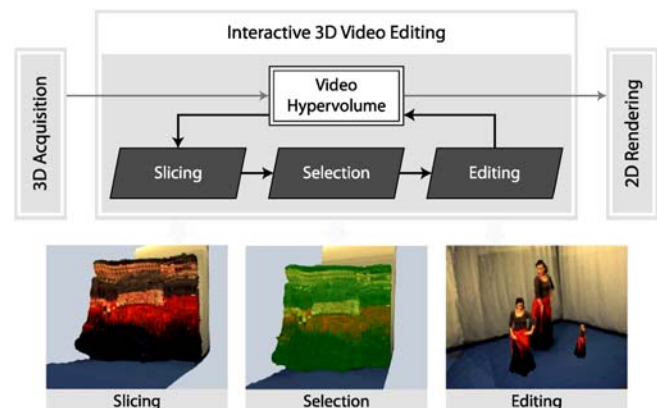 Interactive 3D Video Editing
3D Acquisition
Video
Hypervolume
2D Rendering
Slicing
Selection
Editing
Slicing
Selection
Editing